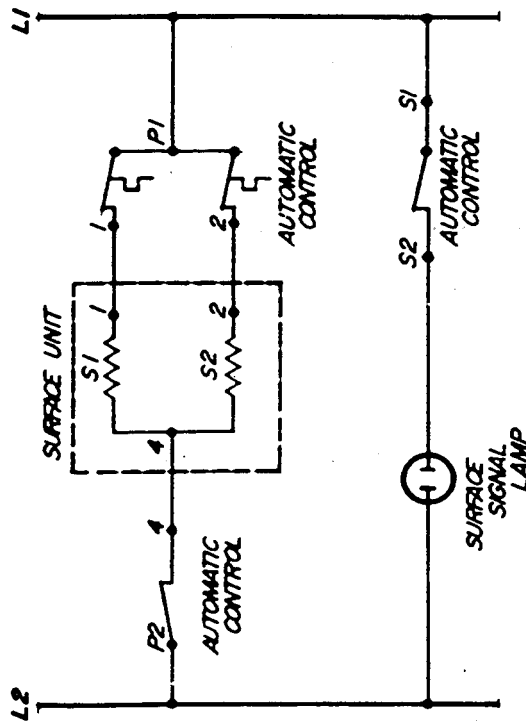 L2
L1
SURFACE UNIT
S1
1
1
P2
4
4
P1
S2
2
2
AUTOMATIC
CONTROL
AUTOMATIC
CONTROL
S2
S1
AUTOMATIC
CONTROL
SURFACE
SIGNAL
LAMP